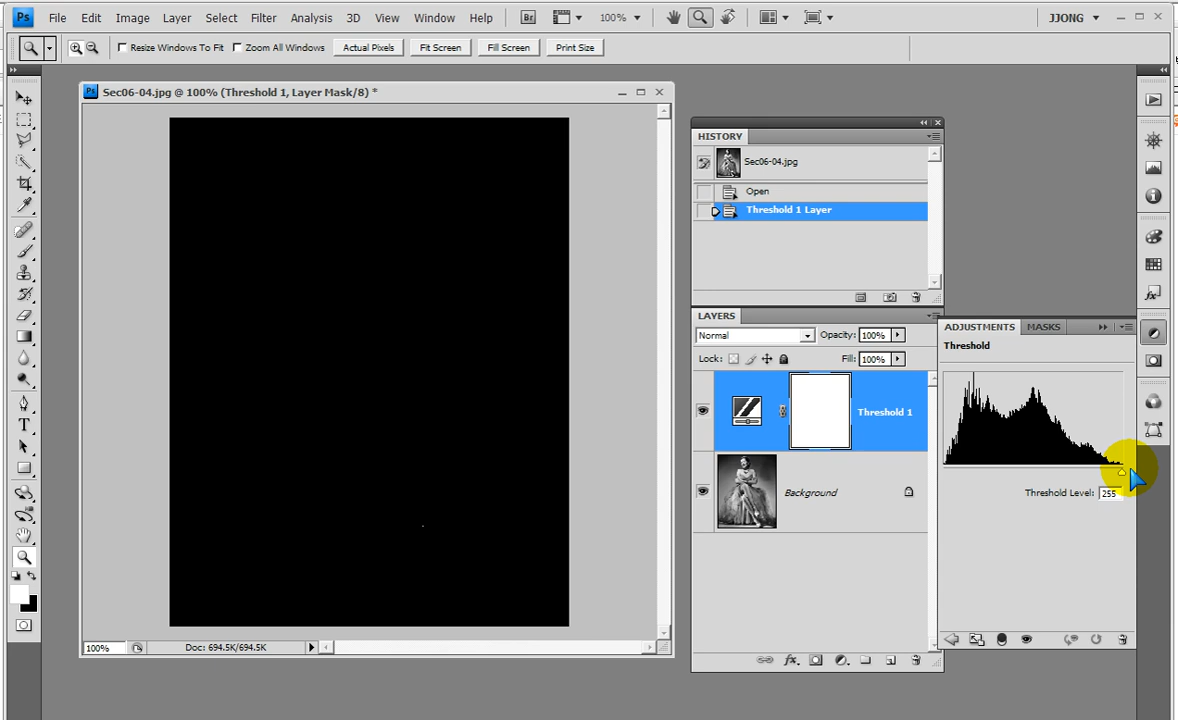 Ps File Edit Image Layer Select Filter Analysis 3D View Window Help Br 100% JJONG
Resize Windows To Fit Zoom All Windows Actual Pixels Fit Screen Fill Screen Print Size
Ps Sec06-04.jpg @ 100% (Threshold 1, Layer Mask/8) *
HISTORY
Sec06-04.jpg
Open
Threshold 1 Layer
LAYERS
Normal Opacity: 100%
Lock: Fill: 100%
Threshold 1
Background
fx.
ADJUSTMENTS MASKS
Threshold
Threshold Level: 255
T
100% Doc: 694.5K/694.5K